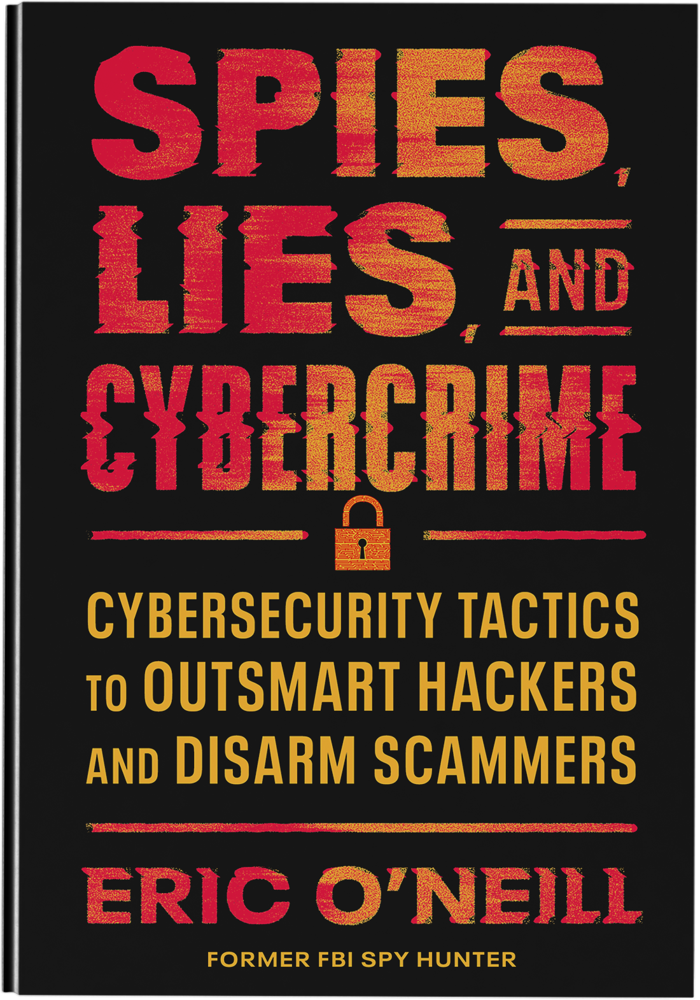 SPIES,
LIES, AND
CYBERCRIME
CYBERSECURITY TACTICS
TO OUTSMART HACKERS
AND DISARM SCAMMERS
ERIC O'NEILL
FORMER FBI SPY HUNTER